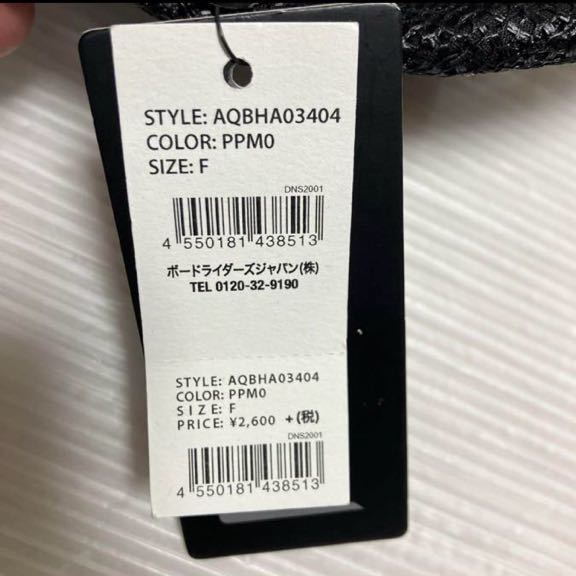 STYLE: AQBHA03404
COLOR: PPM0
SIZE: F
DNS2001
4 550181 438513
ボードライダーズジャパン(株)
TEL 0120-32-9190
STYLE: AQBHA03404
COLOR: PPM0
SIZE: F
PRICE: ¥2,600 +(税)
DNS2001
4 550181 438513